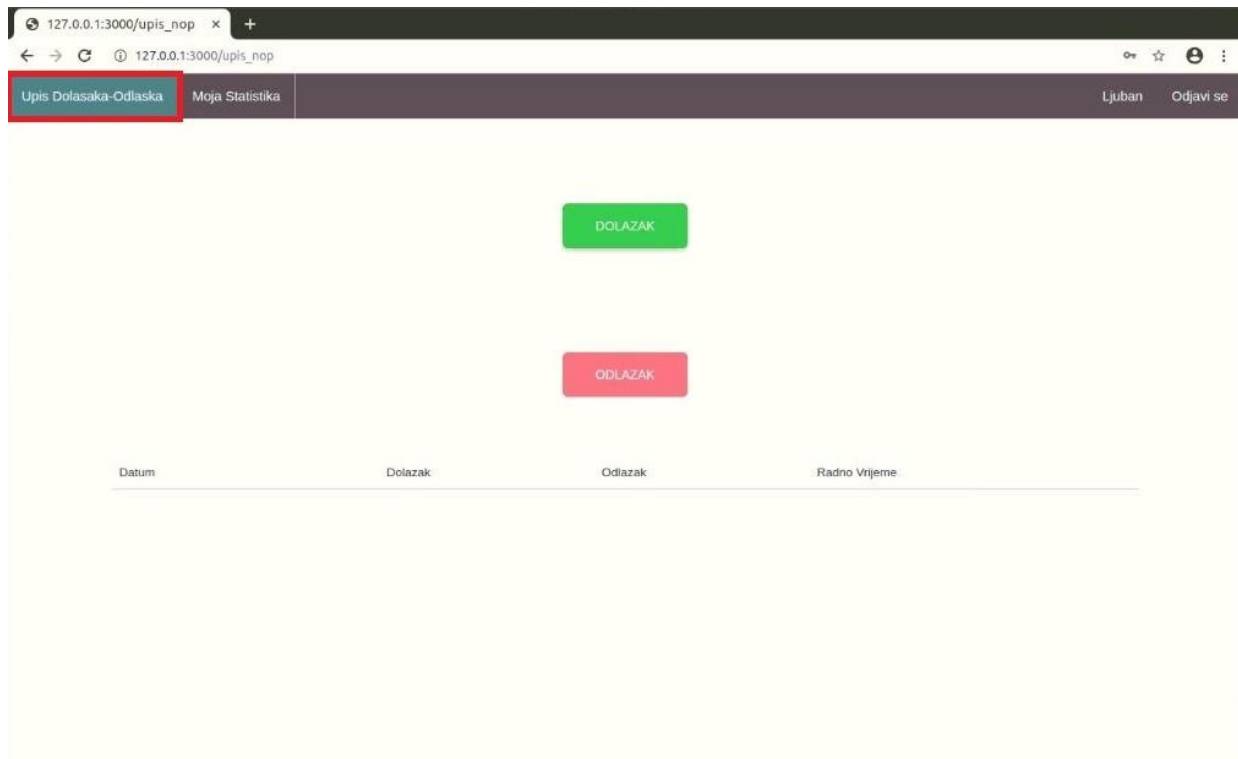 127.0.0.1:3000/upis_nop
127.0.0.1:3000/upis_nop
Upis Dolasaka-Odlaska Moja Statistika Ljuban Odjavi se
DOLAZAK
ODLAZAK
Datum Dolazak Odlazak Radno Vrijeme